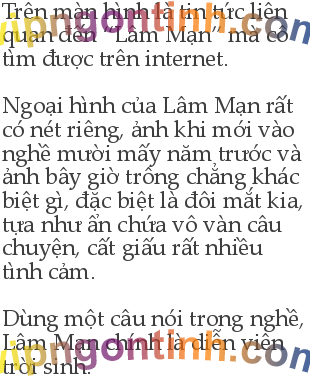 Trên màn hình là tin tức liên
quan đến “Lâm Mạn” mà cô
tìm được trên internet.
Ngoại hình của Lâm Mạn rất
có nét riêng, ảnh khi mới vào
nghề mười mấy năm trước và
ảnh bây giờ trông chẳng khác
biệt gì, đặc biệt là đôi mắt kia,
tựa như ẩn chứa vô vàn câu
chuyện, cất giấu rất nhiều
tình cảm.
Dùng một câu nói trong nghề,
Lâm Mạn chính là diễn viên
trời sinh.